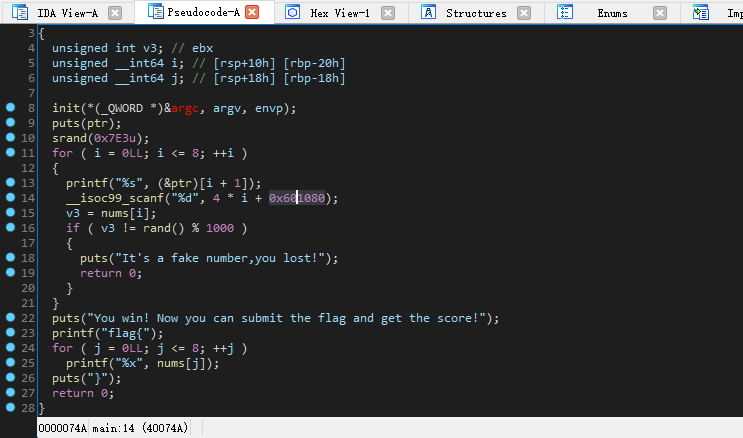 IDA View-A Pseudocode-A Hex View-1 Structures Enums Imp
3 {
4 unsigned int v3; // ebx
5 unsigned __int64 i; // [rsp+10h] [rbp-20h]
6 unsigned __int64 j; // [rsp+18h] [rbp-18h]
7
8 init(*(_QWORD *)&argc, argv, envp);
9 puts(ptr);
10 srand(0x7E3u);
11 for ( i = 0LL; i <= 8; ++i )
12 {
13 printf("%s", (&ptr)[i + 1]);
14 __isoc99_scanf("%d", 4 * i + 0x601080);
15 v3 = nums[i];
16 if ( v3 != rand() % 1000 )
17 {
18 puts("It's a fake number,you lost!");
19 return 0;
20 }
21 }
22 puts("You win! Now you can submit the flag and get the score!");
23 printf("flag{");
24 for ( j = 0LL; j <= 8; ++j )
25 printf("%x", nums[j]);
26 puts("}");
27 return 0;
28 }
0000074A main:14 (40074A)